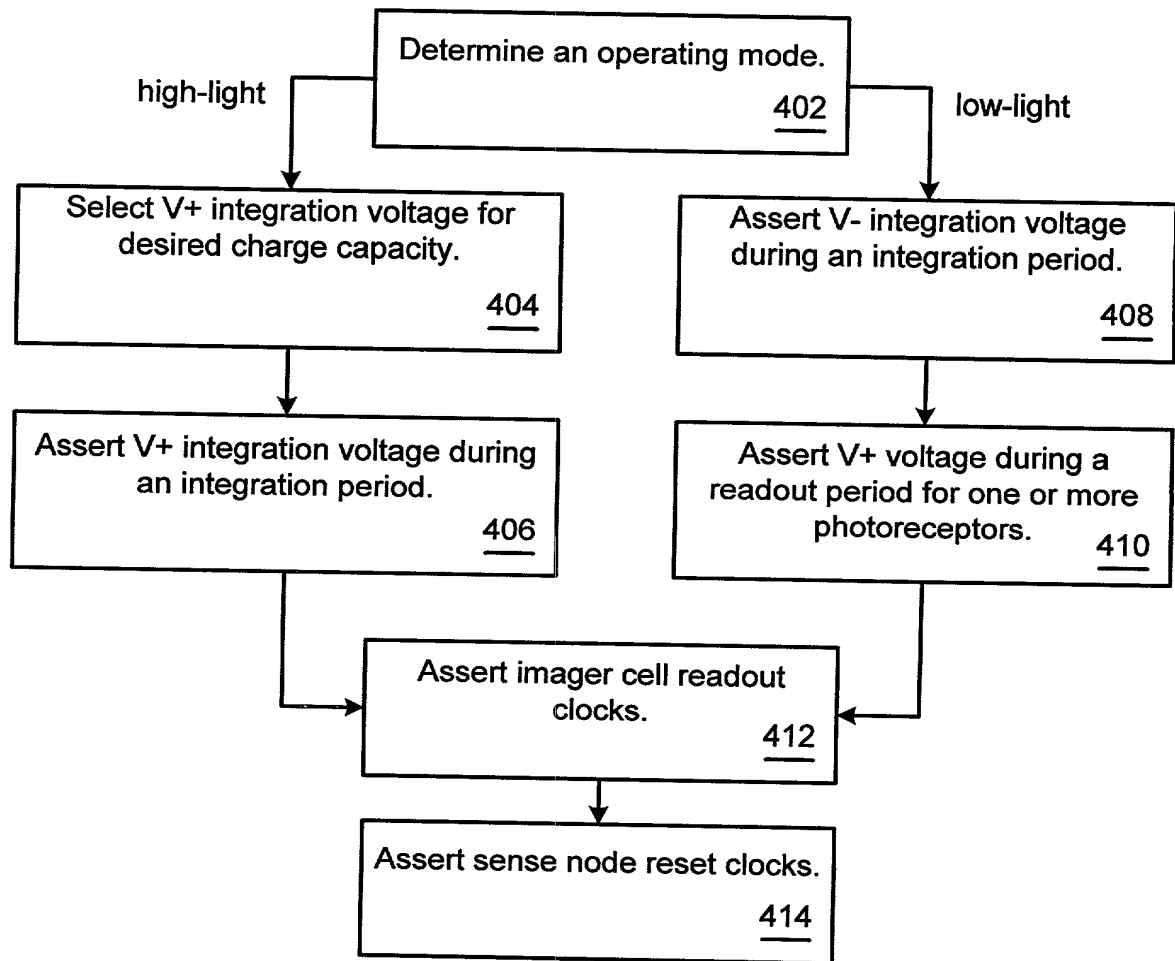 Determine an operating mode.
402
high-light
low-light
Select V+ integration voltage for
desired charge capacity.
404
Assert V- integration voltage
during an integration period.
408
Assert V+ integration voltage during
an integration period.
406
Assert V+ voltage during a
readout period for one or more
photoreceptors.
410
Assert imager cell readout
clocks.
412
Assert sense node reset clocks.
414